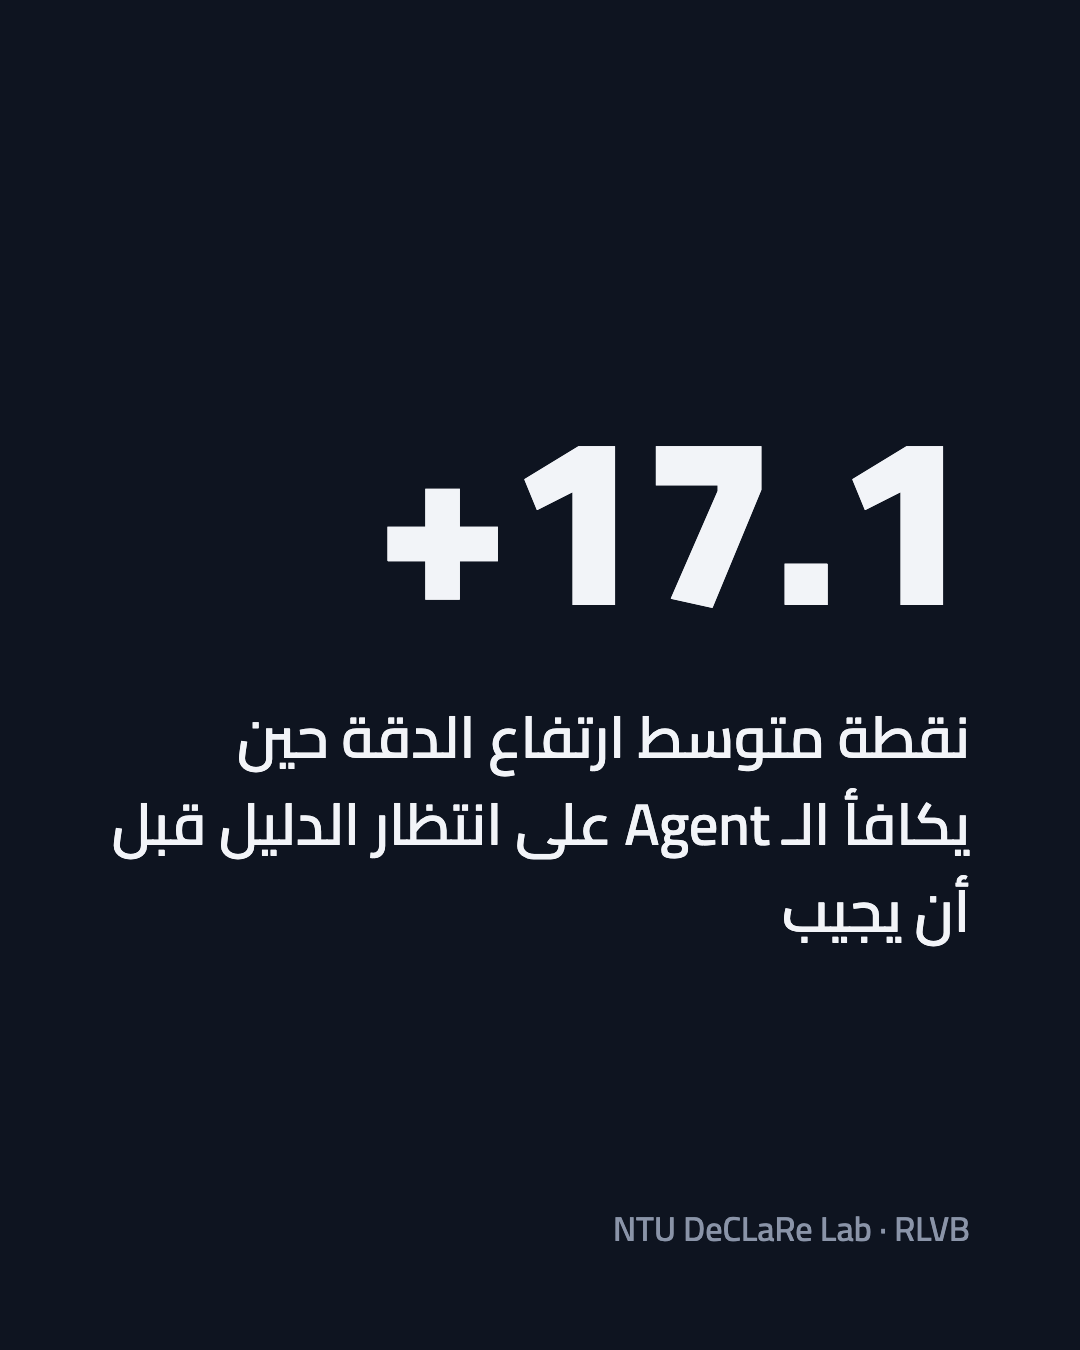 +17.1
نقطة متوسط ارتفاع الدقة حين
يكافأ الـ Agent على انتظار الدليل قبل
أن يجيب
NTU DeCLaRe Lab · RLVB